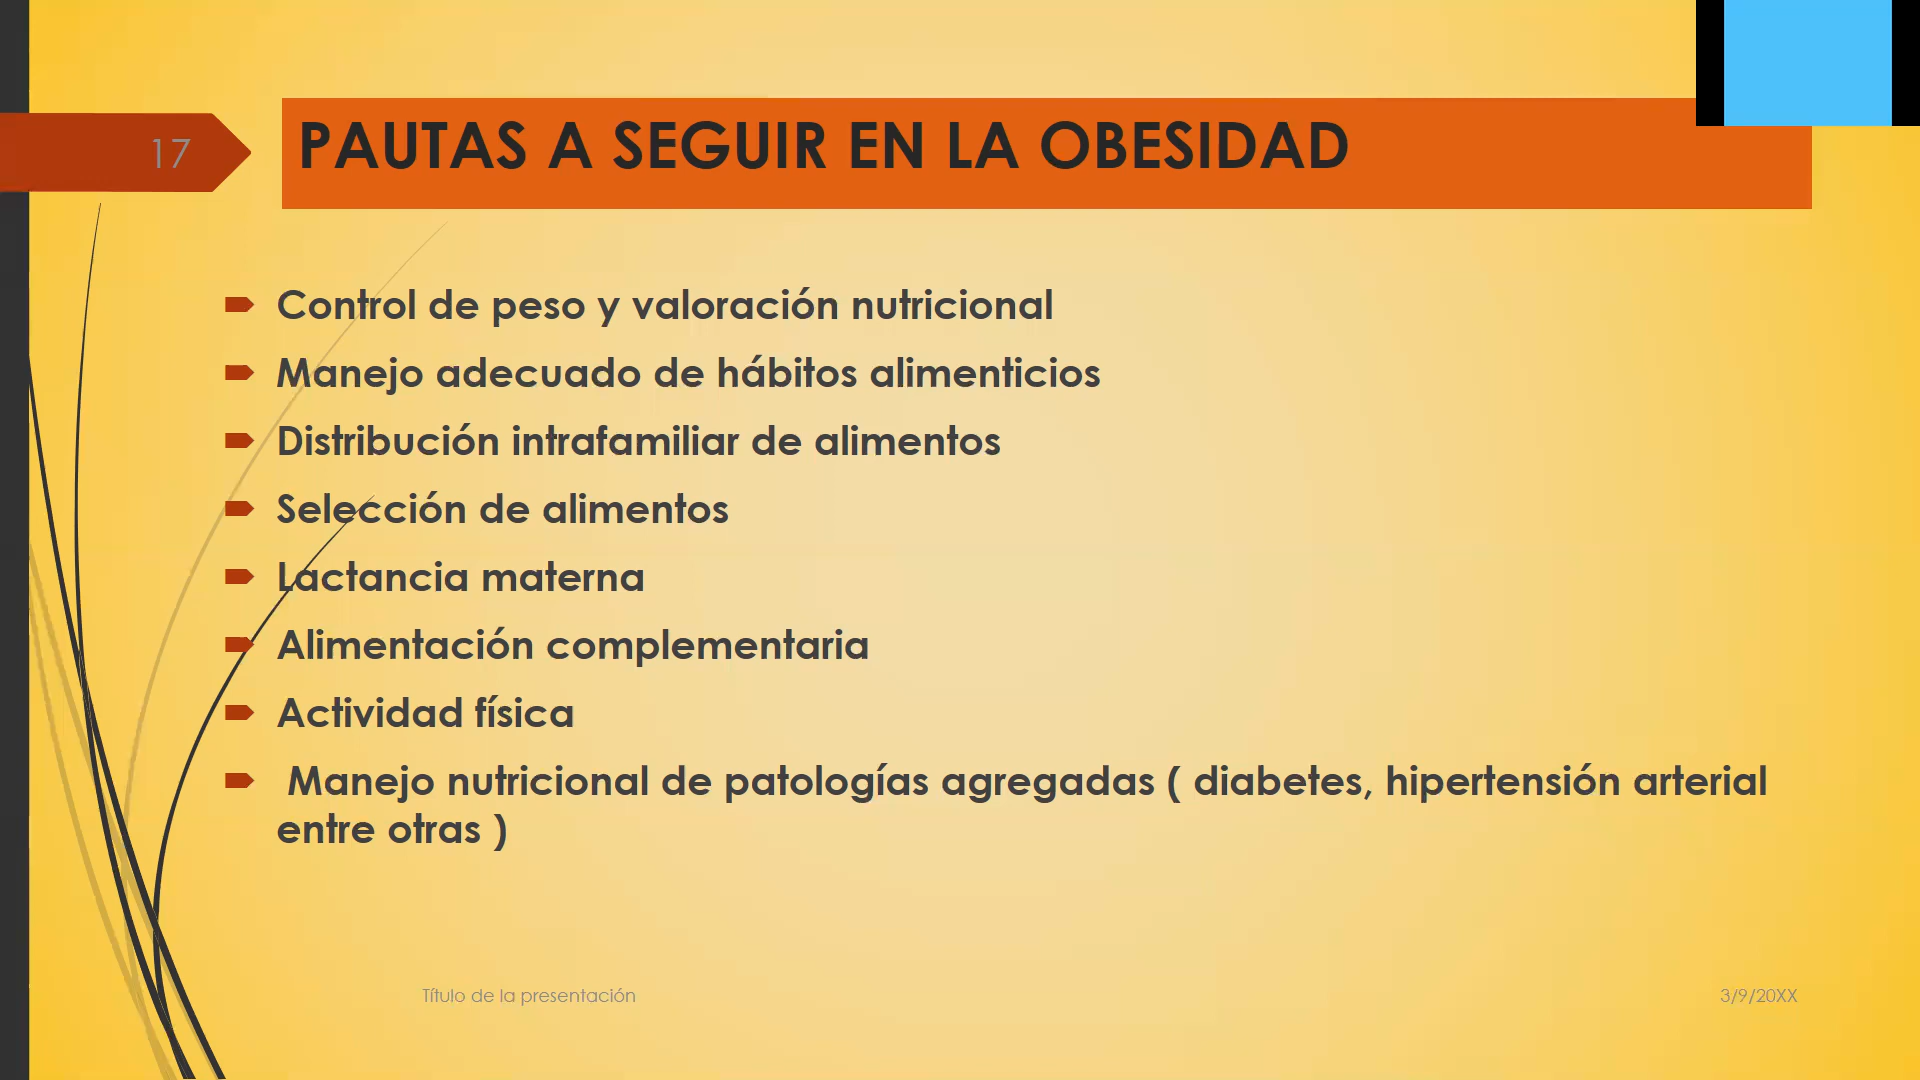 17
PAUTAS A SEGUIR EN LA OBESIDAD
Control de peso y valoración nutricional
Manejo adecuado de hábitos alimenticios
Distribución intrafamiliar de alimentos
Selección de alimentos
Lactancia materna
Alimentación complementaria
Actividad física
Manejo nutricional de patologías agregadas ( diabetes, hipertensión arterial
entre otras )
Título de la presentación
3/9/20XX